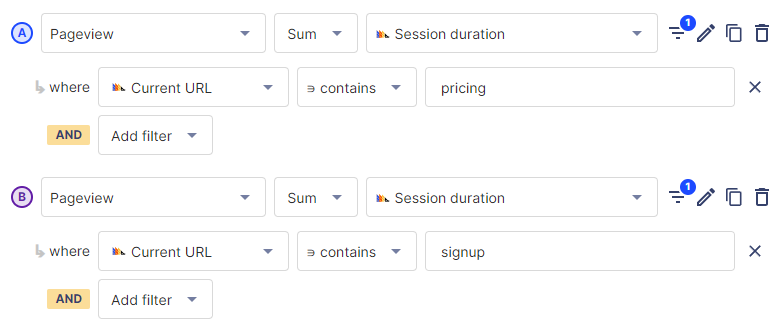 A Pageview Sum Session duration 1
where Current URL ∋ contains pricing
AND Add filter
B Pageview Sum Session duration 1
where Current URL ∋ contains signup
AND Add filter